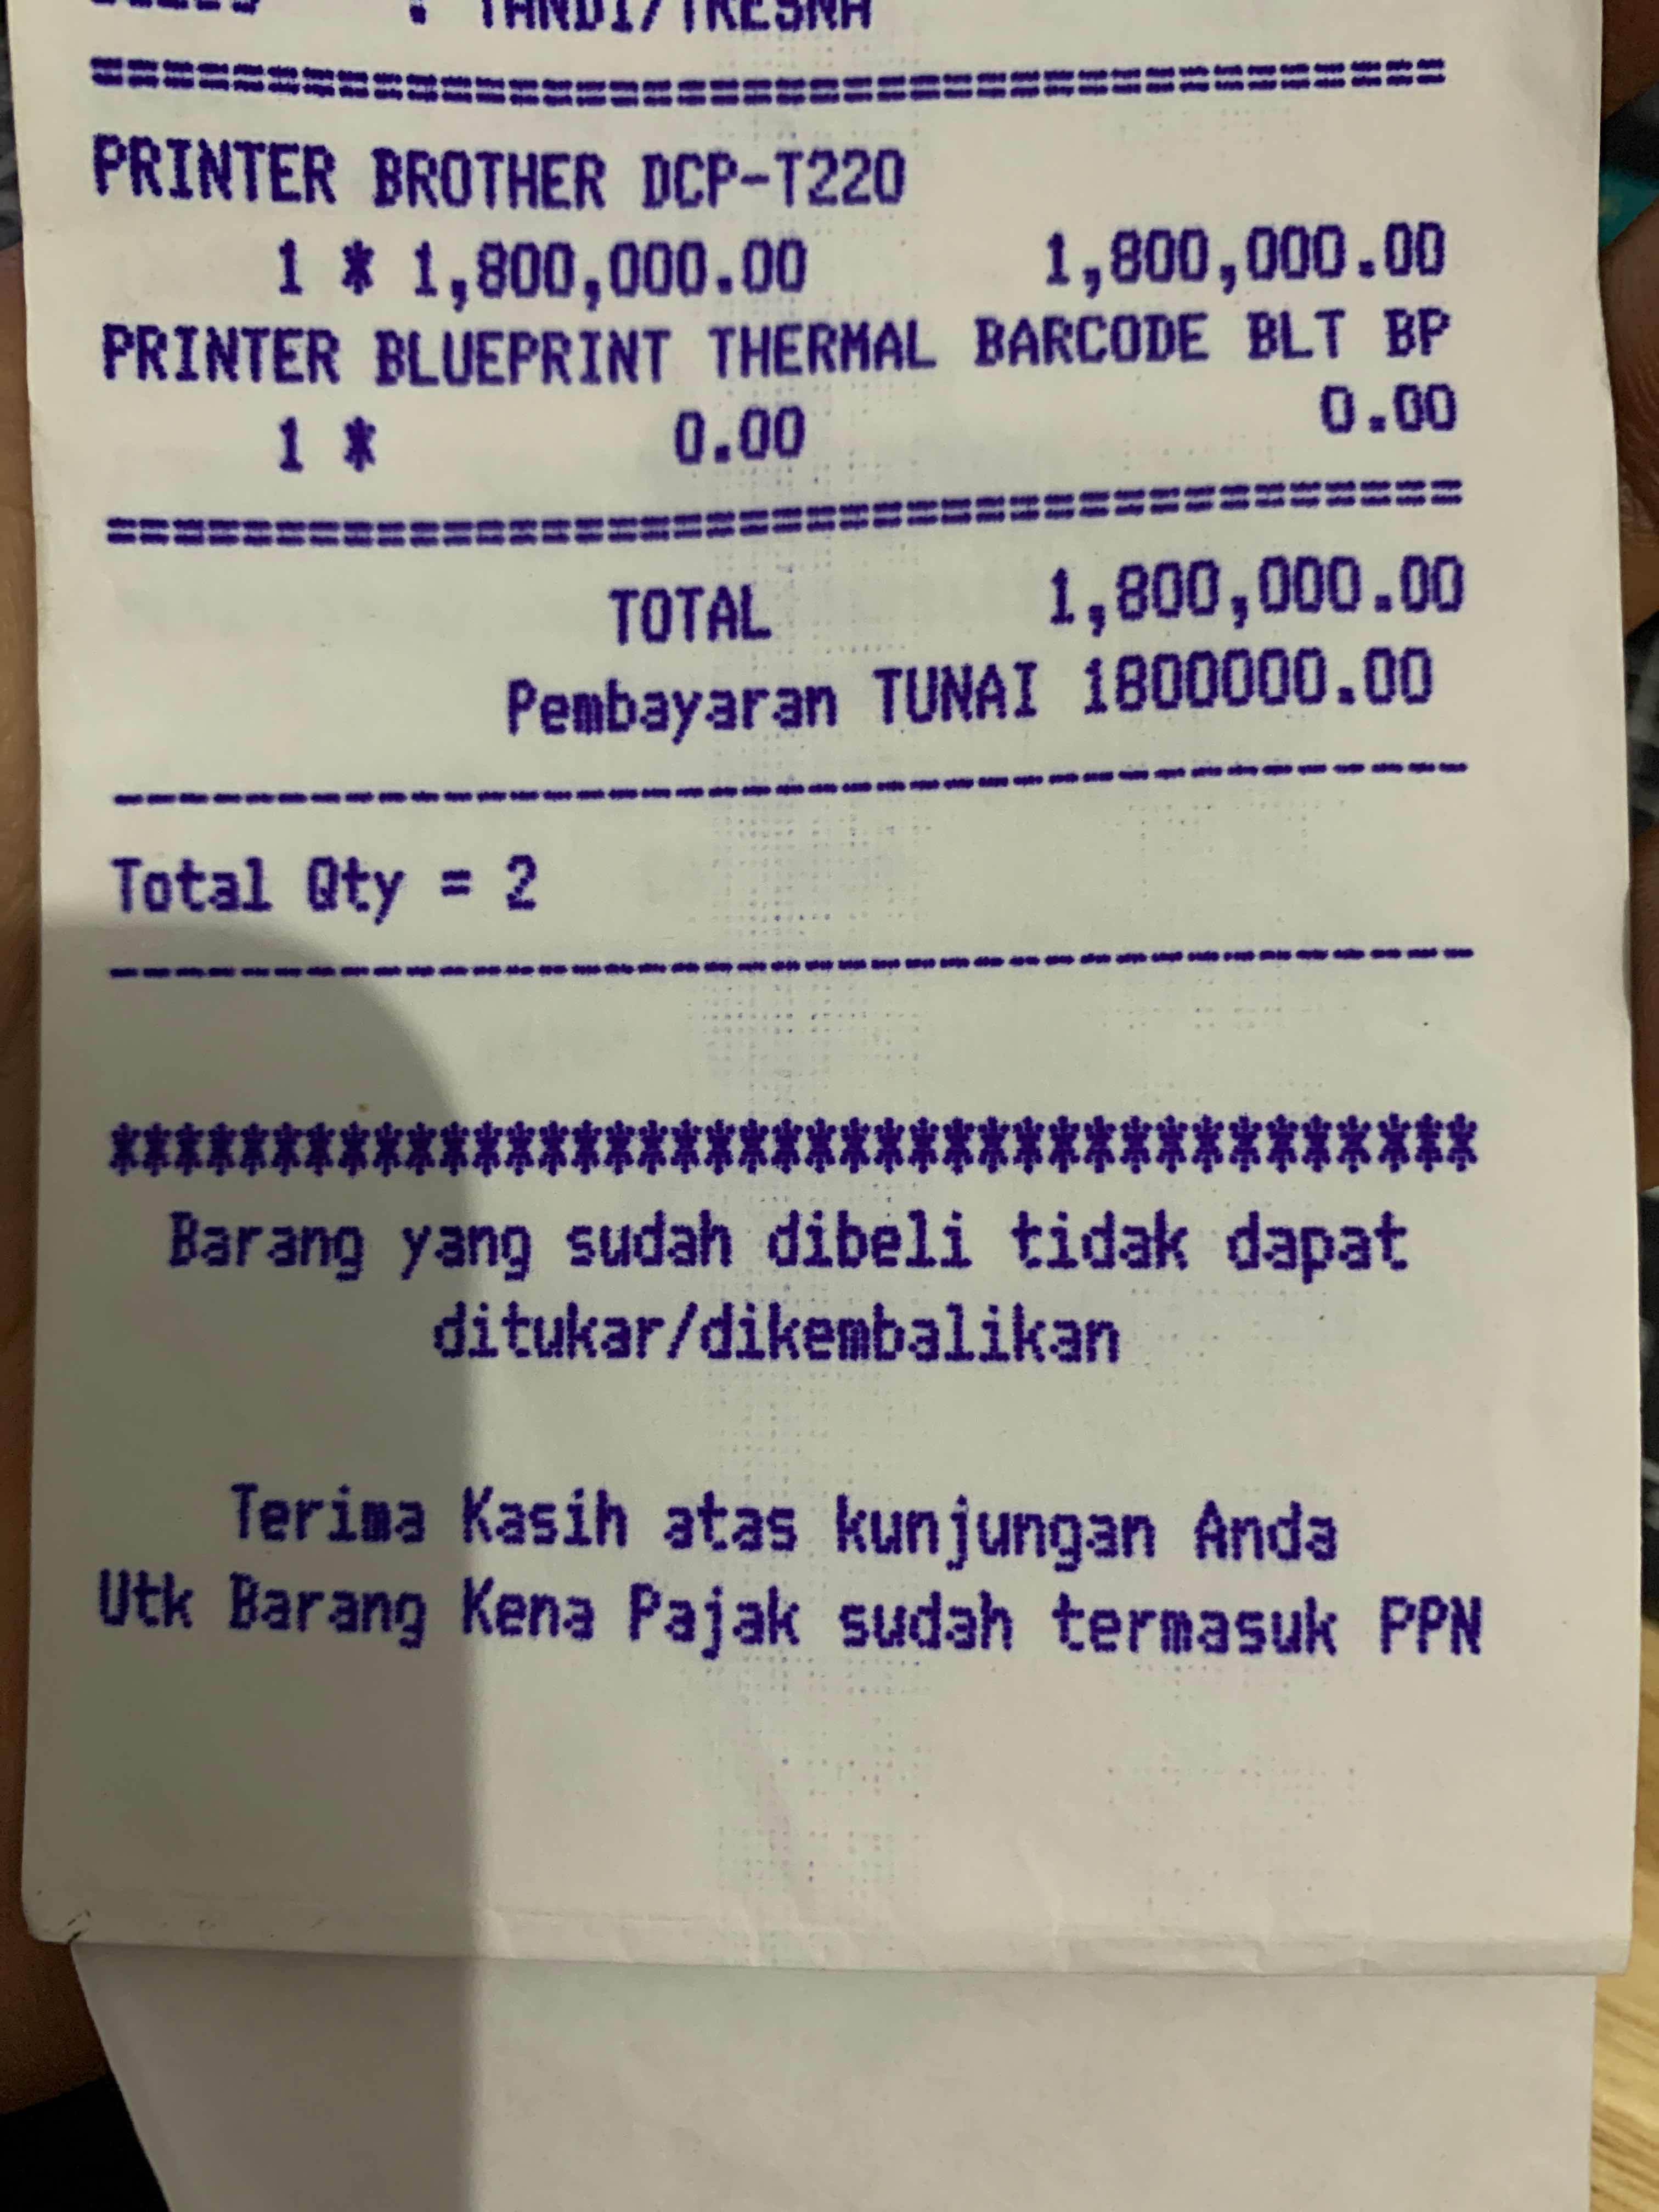 : TANDI/TRESNA
=========================================
PRINTER BROTHER DCP-T220
1 * 1,800,000.00 1,800,000.00
PRINTER BLUEPRINT THERMAL BARCODE BLT BP
1 * 0.00 0.00
=========================================
TOTAL 1,800,000.00
Pembayaran TUNAI 1800000.00
-----------------------------------------
Total Qty = 2
-----------------------------------------
****************************************
Barang yang sudah dibeli tidak dapat
ditukar/dikembalikan
Terima Kasih atas kunjungan Anda
Utk Barang Kena Pajak sudah termasuk PPN